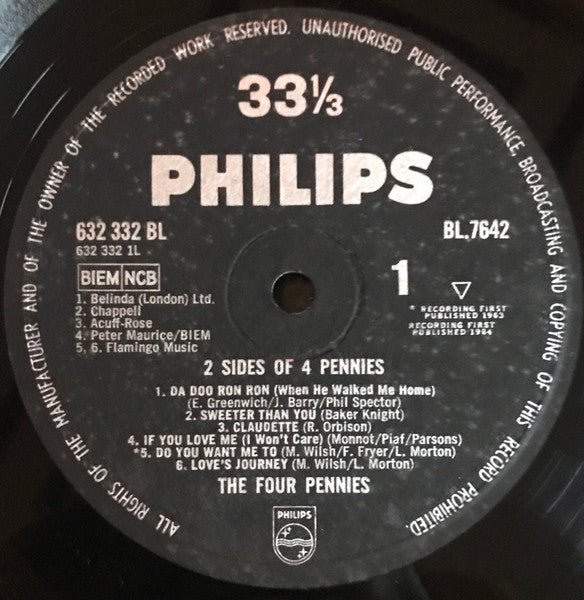 ALL RIGHTS OF THE MANUFACTURER AND OF THE OWNER OF THE RECORDED WORK RESERVED. UNAUTHORISED PUBLIC PERFORMANCE, BROADCASTING AND COPYING OF THIS RECORD PROHIBITED.
33⅓
PHILIPS
632 332 BL
632 332 1L
BIEM NCB
1. Belinda (London) Ltd.
2. Chappell
3. Acuff-Rose
4. Peter Maurice/BIEM
5, 6. Flamingo Music
BL.7642
1
* RECORDING FIRST
PUBLISHED 1963
RECORDING FIRST
PUBLISHED 1964
2 SIDES OF 4 PENNIES
1. DA DOO RON RON (When He Walked Me Home)
(E. Greenwich/J. Barry/Phil Spector)
2. SWEETER THAN YOU (Baker Knight)
3. CLAUDETTE (R. Orbison)
4. IF YOU LOVE ME (I Won't Care) (Monnot/Piaf/Parsons)
*5. DO YOU WANT ME TO (M. Wilsh/F. Fryer/L. Morton)
6. LOVE'S JOURNEY (M. Wilsh/L. Morton)
THE FOUR PENNIES
PHILIPS